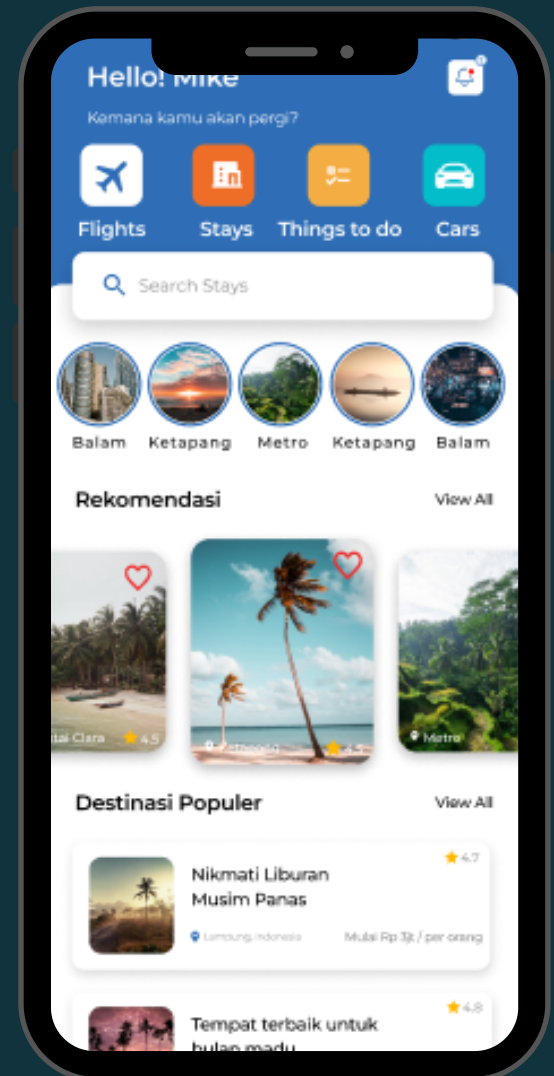 Hello! Mike
Kemana kamu akan pergi?
Flights
Stays
Things to do
Cars
Search Stays
Balam
Ketapang
Metro
Ketapang
Balam
Rekomendasi
View All
Clara
4.5
Ketapang
Metro
Destinasi Populer
View All
4.7
Nikmati Liburan
Musim Panas
Lampung, Indonesia
Mulai Rp 3jt / per orang
4.8
Tempat terbaik untuk
bulan madu